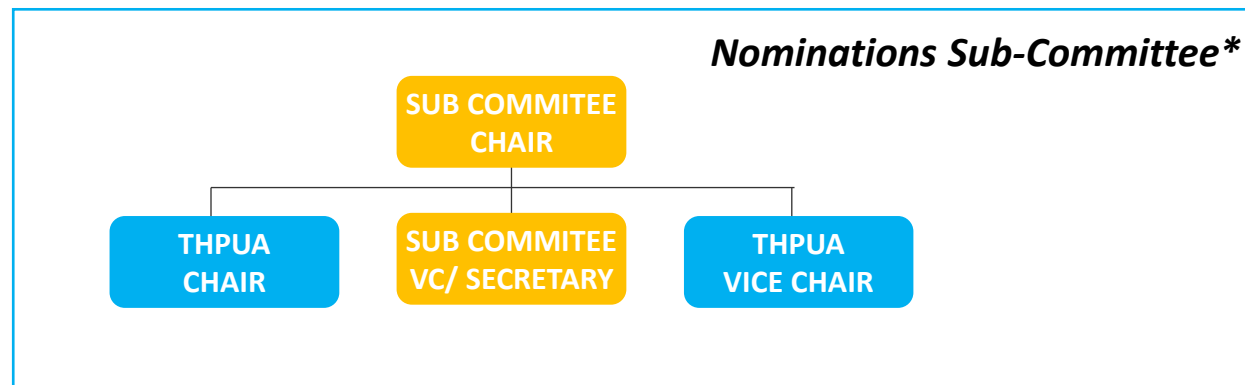 Nominations Sub-Committee*
SUB COMMITEE
CHAIR
THPUA
CHAIR
SUB COMMITEE
VC/ SECRETARY
THPUA
VICE CHAIR